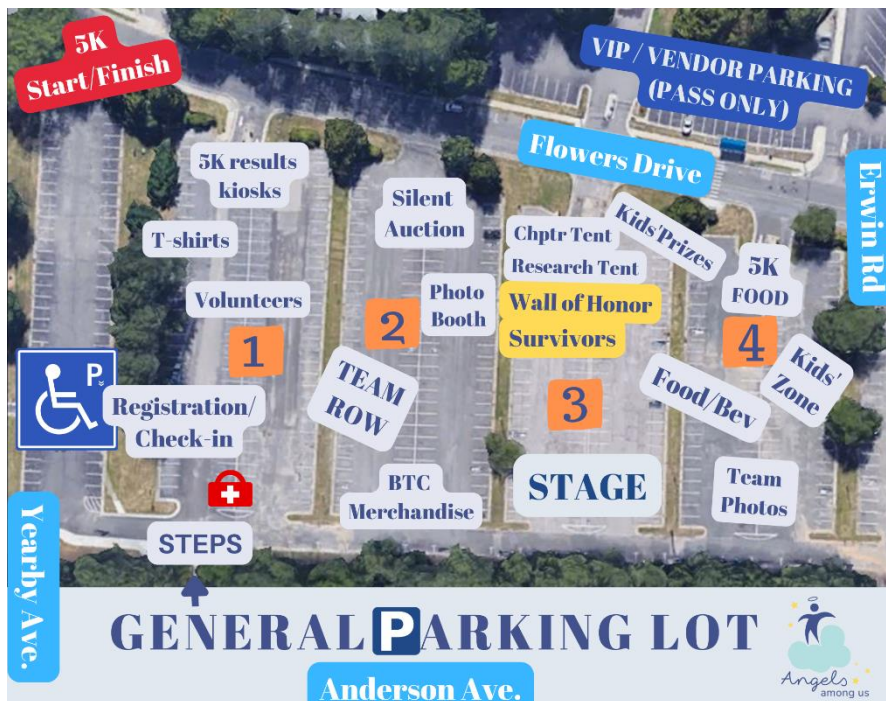 5K
Start/Finish
VIP / VENDOR PARKING
(PASS ONLY)
Flowers Drive
Erwin Rd
5K results
kiosks
Silent
Auction
T-shirts
Chptr Tent
Kids'Prizes
Research Tent
5K
FOOD
Volunteers
Photo
Booth
Wall of Honor
Survivors
1
2
3
4
P
TEAM
ROW
Food/Bev
Kids'
Zone
Registration/
Check-in
BTC
Merchandise
STAGE
Team
Photos
STEPS
Yearby Ave.
GENERAL PARKING LOT
Anderson Ave.
Angels
among us